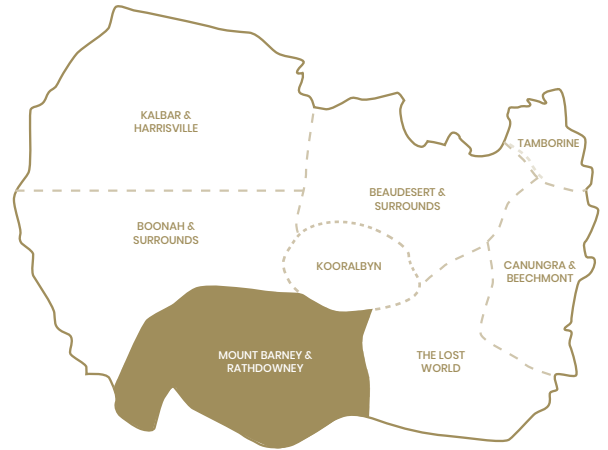 KALBAR &
HARRISVILLE
TAMBORINE
BEAUDESERT &
SURROUNDS
BOONAH &
SURROUNDS
KOORALBYN
CANUNGRA &
BEECHMONT
MOUNT BARNEY &
RATHDOWNEY
THE LOST
WORLD